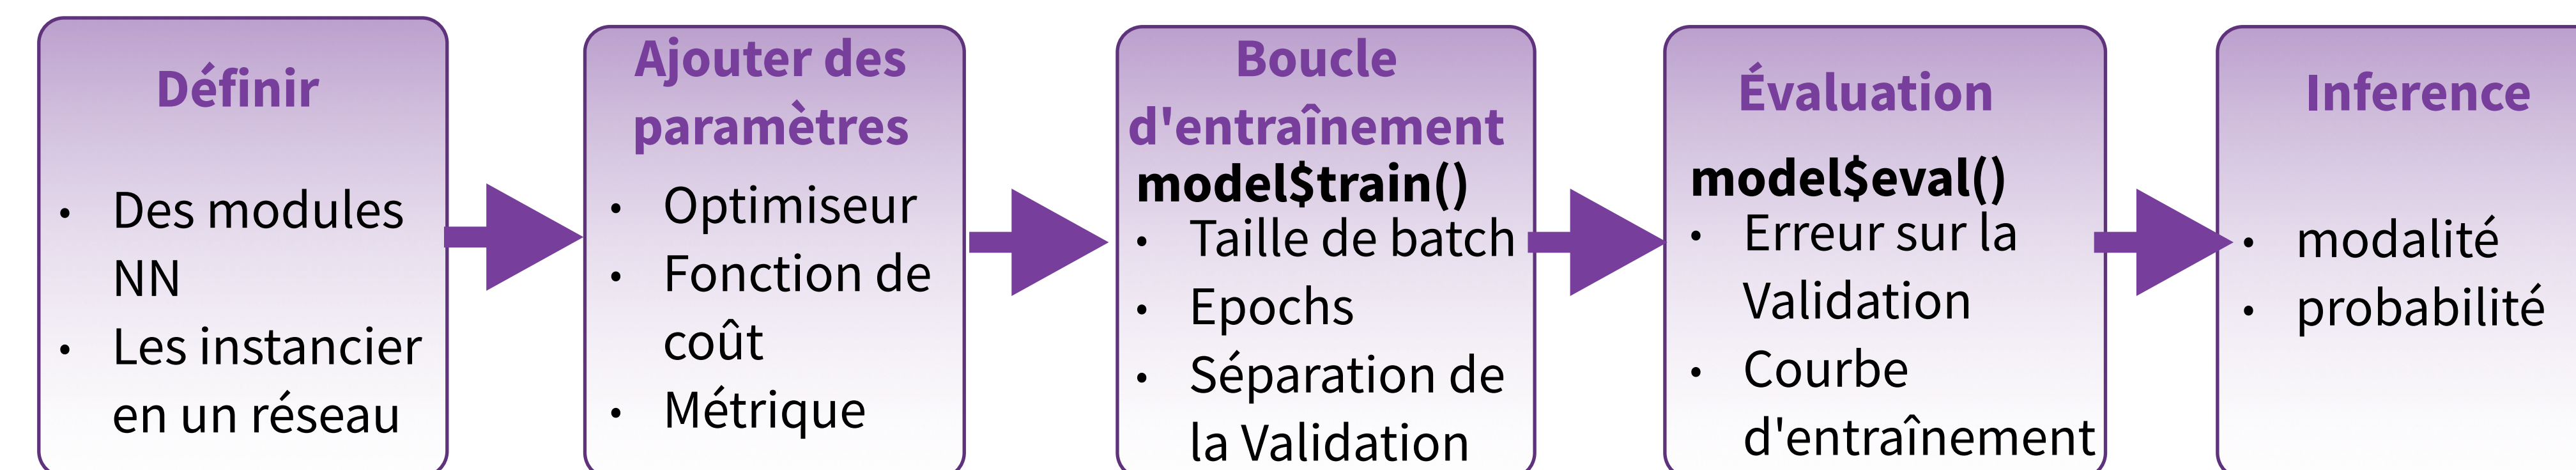 Définir
• Des modules
NN
• Les instancier
en un réseau
Ajouter des
paramètres
• Optimiseur
• Fonction de
coût
• Métrique
Boucle
d'entraînement
model$train()
• Taille de batch
• Epochs
• Séparation de
la Validation
Évaluation
model$eval()
• Erreur sur la
Validation
• Courbe
d'entraînement
Inference
• modalité
• probabilité